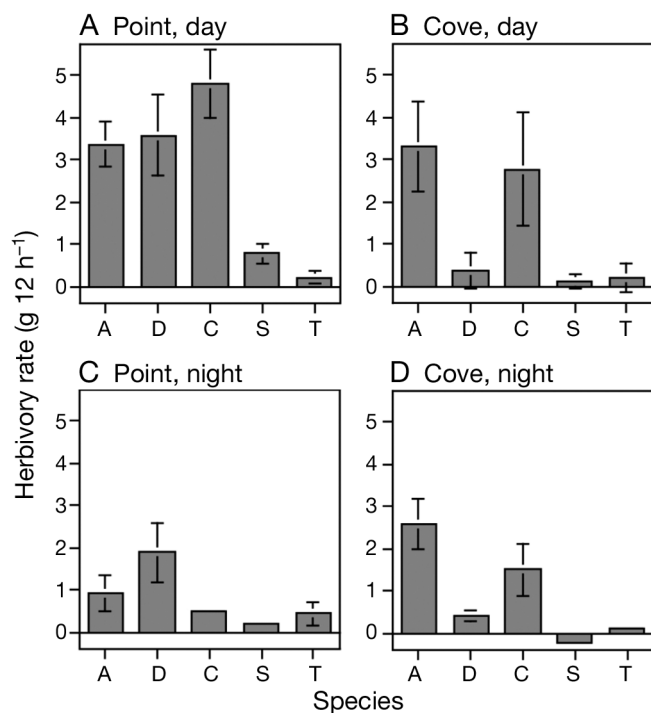 A Point, day
B Cove, day
5
4
3
2
1
0
A D C S T
5
4
3
2
1
0
A D C S T
C Point, night
D Cove, night
5
4
3
2
1
0
A D C S T
5
4
3
2
1
0
A D C S T
Herbivory rate (g 12 h⁻¹)
Species